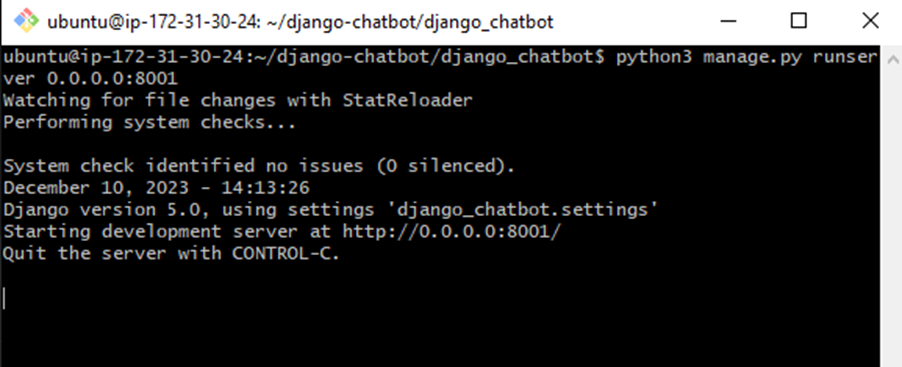 ubuntu@ip-172-31-30-24: ~/django-chatbot/django_chatbot
ubuntu@ip-172-31-30-24:~/django-chatbot/django_chatbot$ python3 manage.py runser
ver 0.0.0.0:8001
Watching for file changes with StatReloader
Performing system checks...
System check identified no issues (0 silenced).
December 10, 2023 - 14:13:26
Django version 5.0, using settings 'django_chatbot.settings'
Starting development server at http://0.0.0.0:8001/
Quit the server with CONTROL-C.